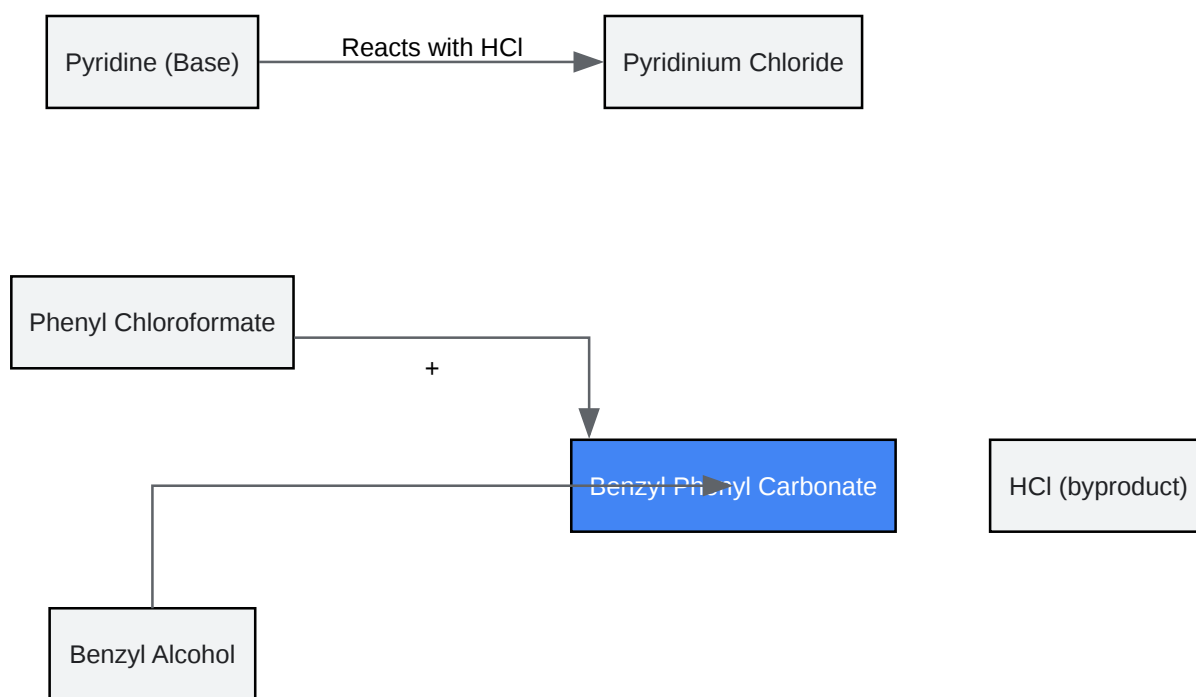 Pyridine (Base)
Reacts with HCl
Pyridinium Chloride
Phenyl Chloroformate
+
Benzyl Phenyl Carbonate
HCl (byproduct)
Benzyl Alcohol